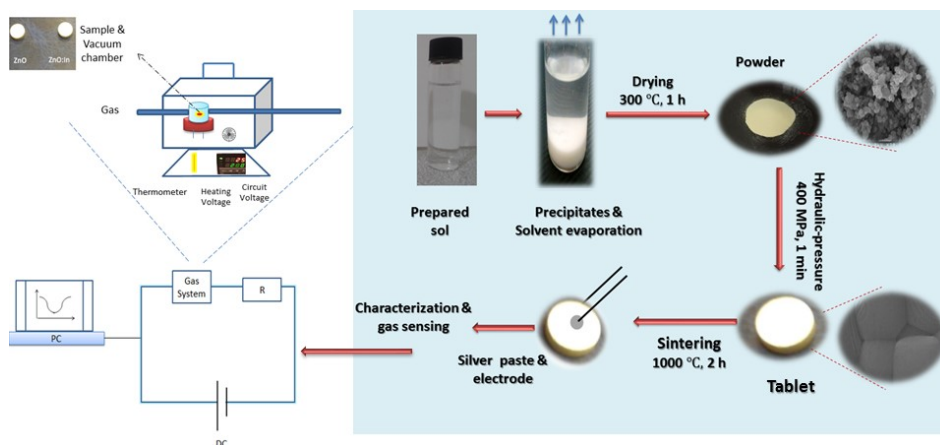 Sample &
Vacuum
chamber
ZnO
ZnO:In
Gas
Thermometer
Heating
Voltage
Circuit
Voltage
Gas
System
R
PC
DC
Prepared
sol
Precipitates &
Solvent evaporation
Drying
300 °C, 1 h
Powder
Hydraulic-pressure
400 MPa, 1 min
Tablet
Sintering
1000 °C, 2 h
Silver paste &
electrode
Characterization &
gas sensing